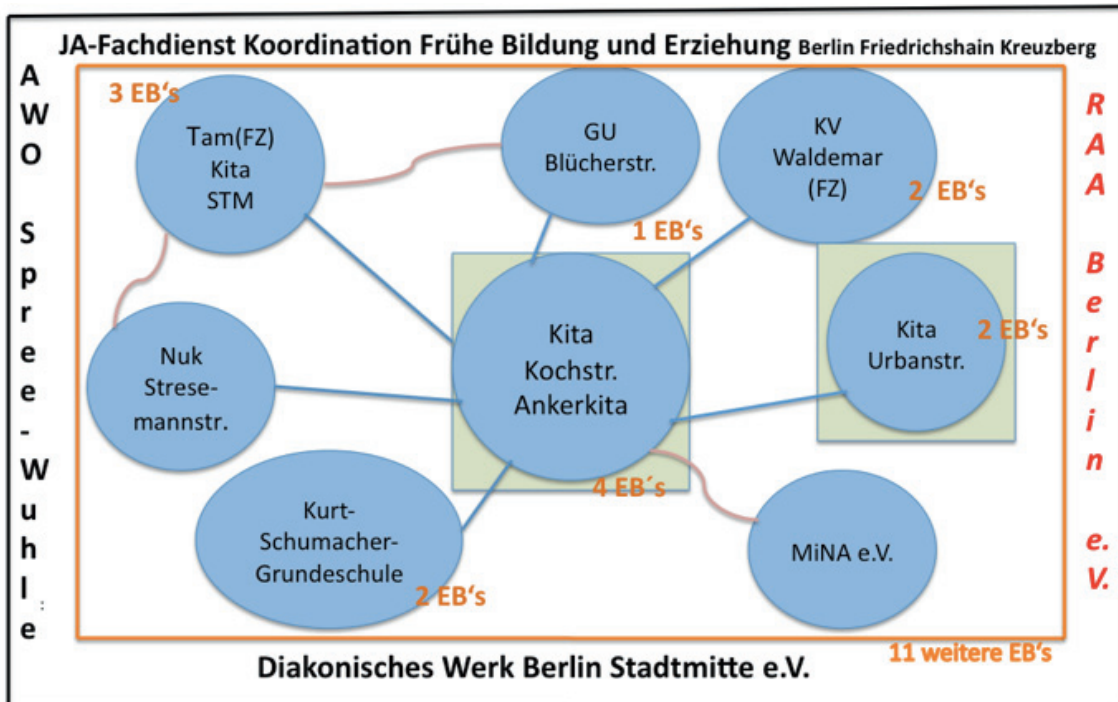 JA-Fachdienst Koordination Frühe Bildung und Erziehung Berlin Friedrichshain Kreuzberg
AWO Spree-Wuhle
RAA Berlin e.V.
3 EB‘s
Tam(FZ)
Kita
STM
GU
Blücherstr.
1 EB‘s
KV
Waldemar
(FZ)
2 EB‘s
Nuk
Strese-
mannstr.
Kita
Kochstr.
Ankerkita
4 EB´s
Kita
Urbanstr.
2 EB‘s
Kurt-
Schumacher-
Grundeschule
2 EB‘s
MiNA e.V.
11 weitere EB‘s
Diakonisches Werk Berlin Stadtmitte e.V.